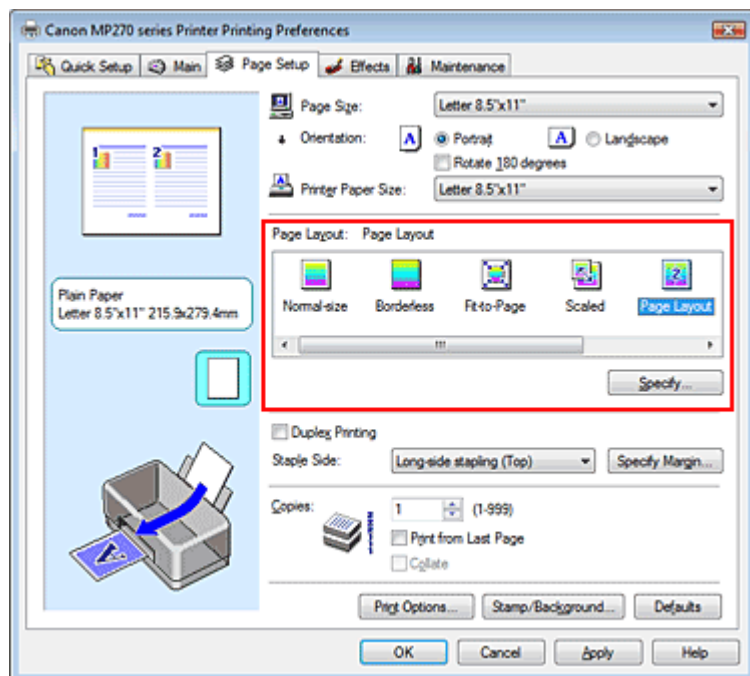 Canon MP270 series Printer Printing Preferences
Quick Setup Main Page Setup Effects Maintenance
Page Size: Letter 8.5"x11"
Orientation: A Portrait A Landscape
Rotate 180 degrees
Printer Paper Size: Letter 8.5"x11"
1 2
Plain Paper
Letter 8.5"x11" 215.9x279.4mm
Page Layout: Page Layout
2
Normal-size Borderless Fit-to-Page Scaled Page Layout
Specify...
Duplex Printing
Staple Side: Long-side stapling (Top) Specify Margin...
Copies: 1 (1-999)
Print from Last Page
Collate
Print Options... Stamp/Background... Defaults
OK Cancel Apply Help